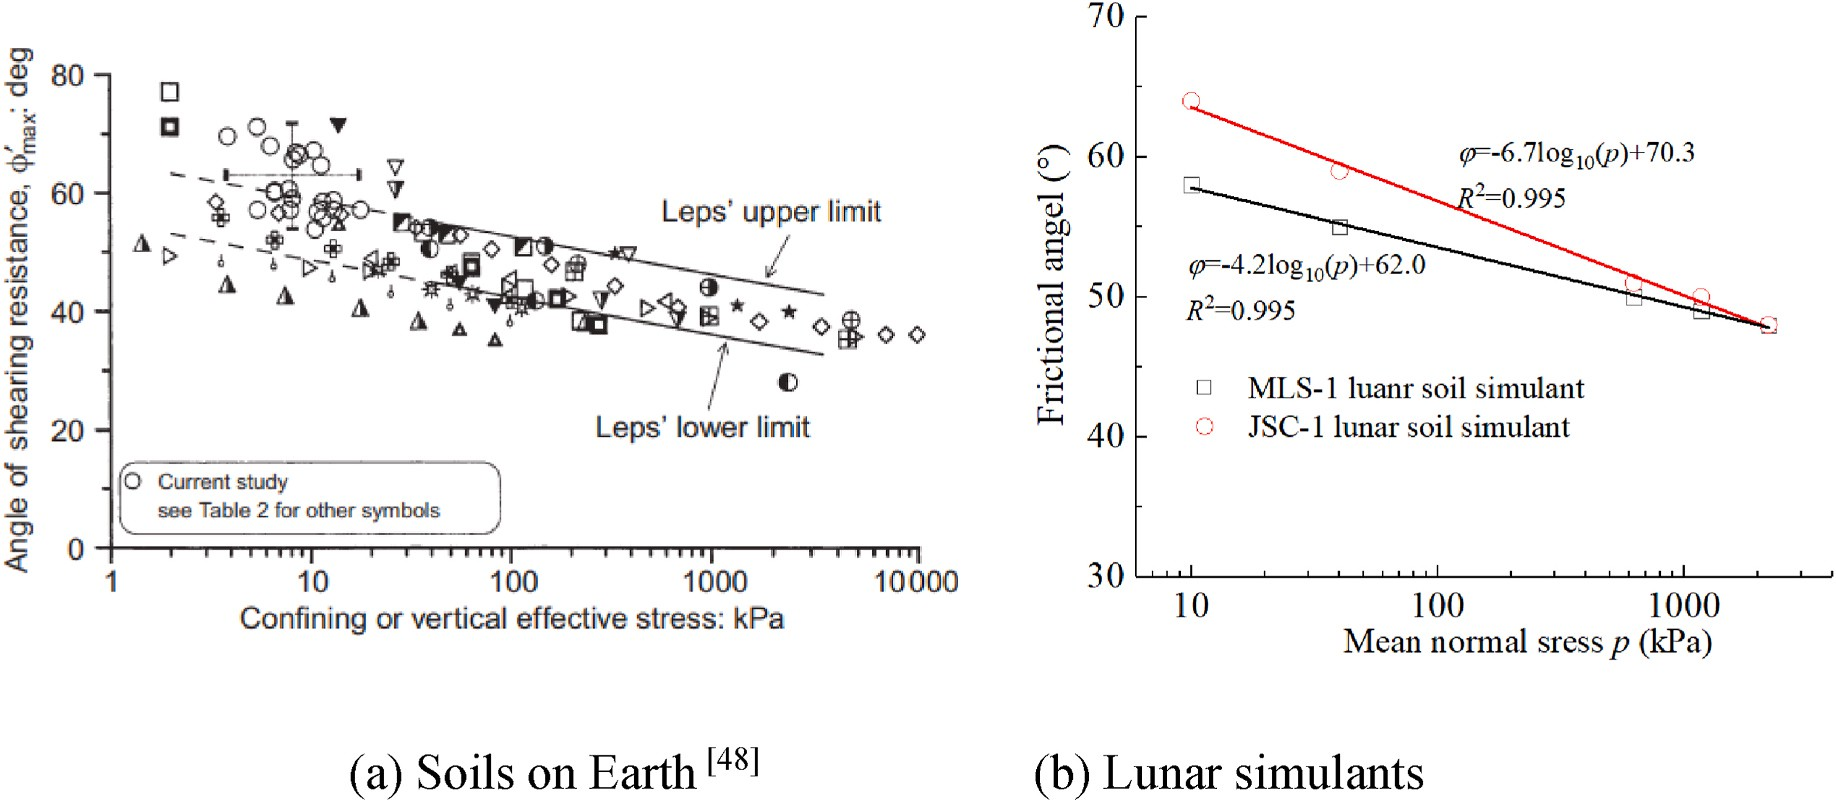 Angle of shearing resistance, ϕ′max: deg
80
60
40
20
0
Leps' upper limit
Leps' lower limit
Current study
see Table 2 for other symbols
1 10 100 1000 10000
Confining or vertical effective stress: kPa
(a) Soils on Earth [48]
Frictional angel (°)
70
60
50
40
30
φ=-6.7log10(p)+70.3
R2=0.995
φ=-4.2log10(p)+62.0
R2=0.995
MLS-1 luanr soil simulant
JSC-1 lunar soil simulant
10 100 1000
Mean normal sress p (kPa)
(b) Lunar simulants